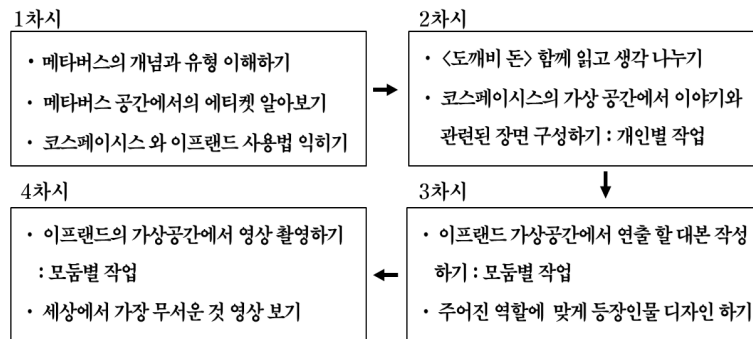 1차시
• 메타버스의 개념과 유형 이해하기
• 메타버스 공간에서의 에티켓 알아보기
• 코스페이시스 와 이프랜드 사용법 익히기
2차시
• <도깨비 돈> 함께 읽고 생각 나누기
• 코스페이시스의 가상 공간에서 이야기와
관련된 장면 구성하기 : 개인별 작업
3차시
• 이프랜드 가상공간에서 연출 할 대본 작성
하기 : 모둠별 작업
• 주어진 역할에 맞게 등장인물 디자인 하기
4차시
• 이프랜드의 가상공간에서 영상 촬영하기
: 모둠별 작업
• 세상에서 가장 무서운 것 영상 보기